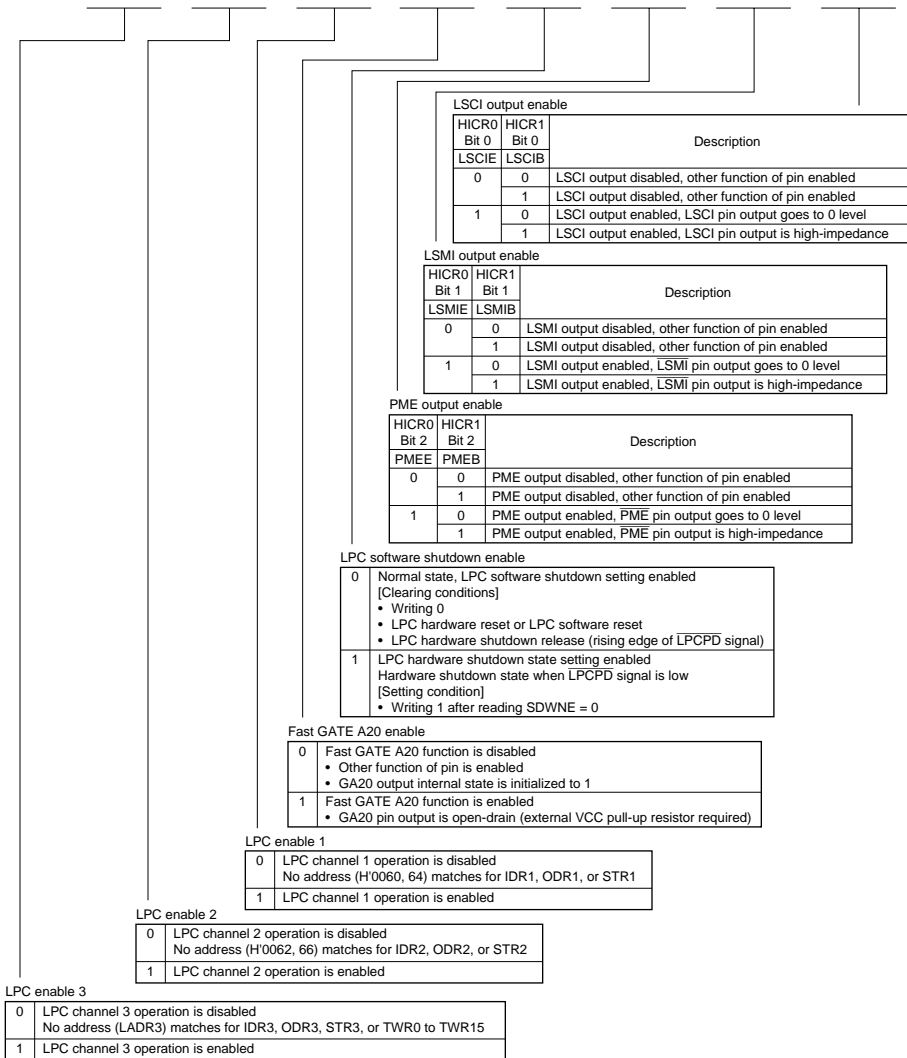 LSCI output enable
HICR0 HICR1
Bit 0 Bit 0 Description
LSCIE LSCIB
0 0 LSCI output disabled, other function of pin enabled
1 LSCI output disabled, other function of pin enabled
1 0 LSCI output enabled, LSCI pin output goes to 0 level
1 LSCI output enabled, LSCI pin output is high-impedance
LSMI output enable
HICR0 HICR1
Bit 1 Bit 1 Description
LSMIE LSMIB
0 0 LSMI output disabled, other function of pin enabled
1 LSMI output disabled, other function of pin enabled
1 0 LSMI output enabled, LSMI pin output goes to 0 level
1 LSMI output enabled, LSMI pin output is high-impedance
PME output enable
HICR0 HICR1
Bit 2 Bit 2 Description
PMEE PMEB
0 0 PME output disabled, other function of pin enabled
1 PME output disabled, other function of pin enabled
1 0 PME output enabled, PME pin output goes to 0 level
1 PME output enabled, PME pin output is high-impedance
LPC software shutdown enable
0 Normal state, LPC software shutdown setting enabled
[Clearing conditions]
• Writing 0
• LPC hardware reset or LPC software reset
• LPC hardware shutdown release (rising edge of LPCPD signal)
1 LPC hardware shutdown state setting enabled
Hardware shutdown state when LPCPD signal is low
[Setting condition]
• Writing 1 after reading SDWNE = 0
Fast GATE A20 enable
0 Fast GATE A20 function is disabled
• Other function of pin is enabled
• GA20 output internal state is initialized to 1
1 Fast GATE A20 function is enabled
• GA20 pin output is open-drain (external VCC pull-up resistor required)
LPC enable 1
0 LPC channel 1 operation is disabled
No address (H'0060, 64) matches for IDR1, ODR1, or STR1
1 LPC channel 1 operation is enabled
LPC enable 2
0 LPC channel 2 operation is disabled
No address (H'0062, 66) matches for IDR2, ODR2, or STR2
1 LPC channel 2 operation is enabled
LPC enable 3
0 LPC channel 3 operation is disabled
No address (LADR3) matches for IDR3, ODR3, STR3, or TWR0 to TWR15
1 LPC channel 3 operation is enabled